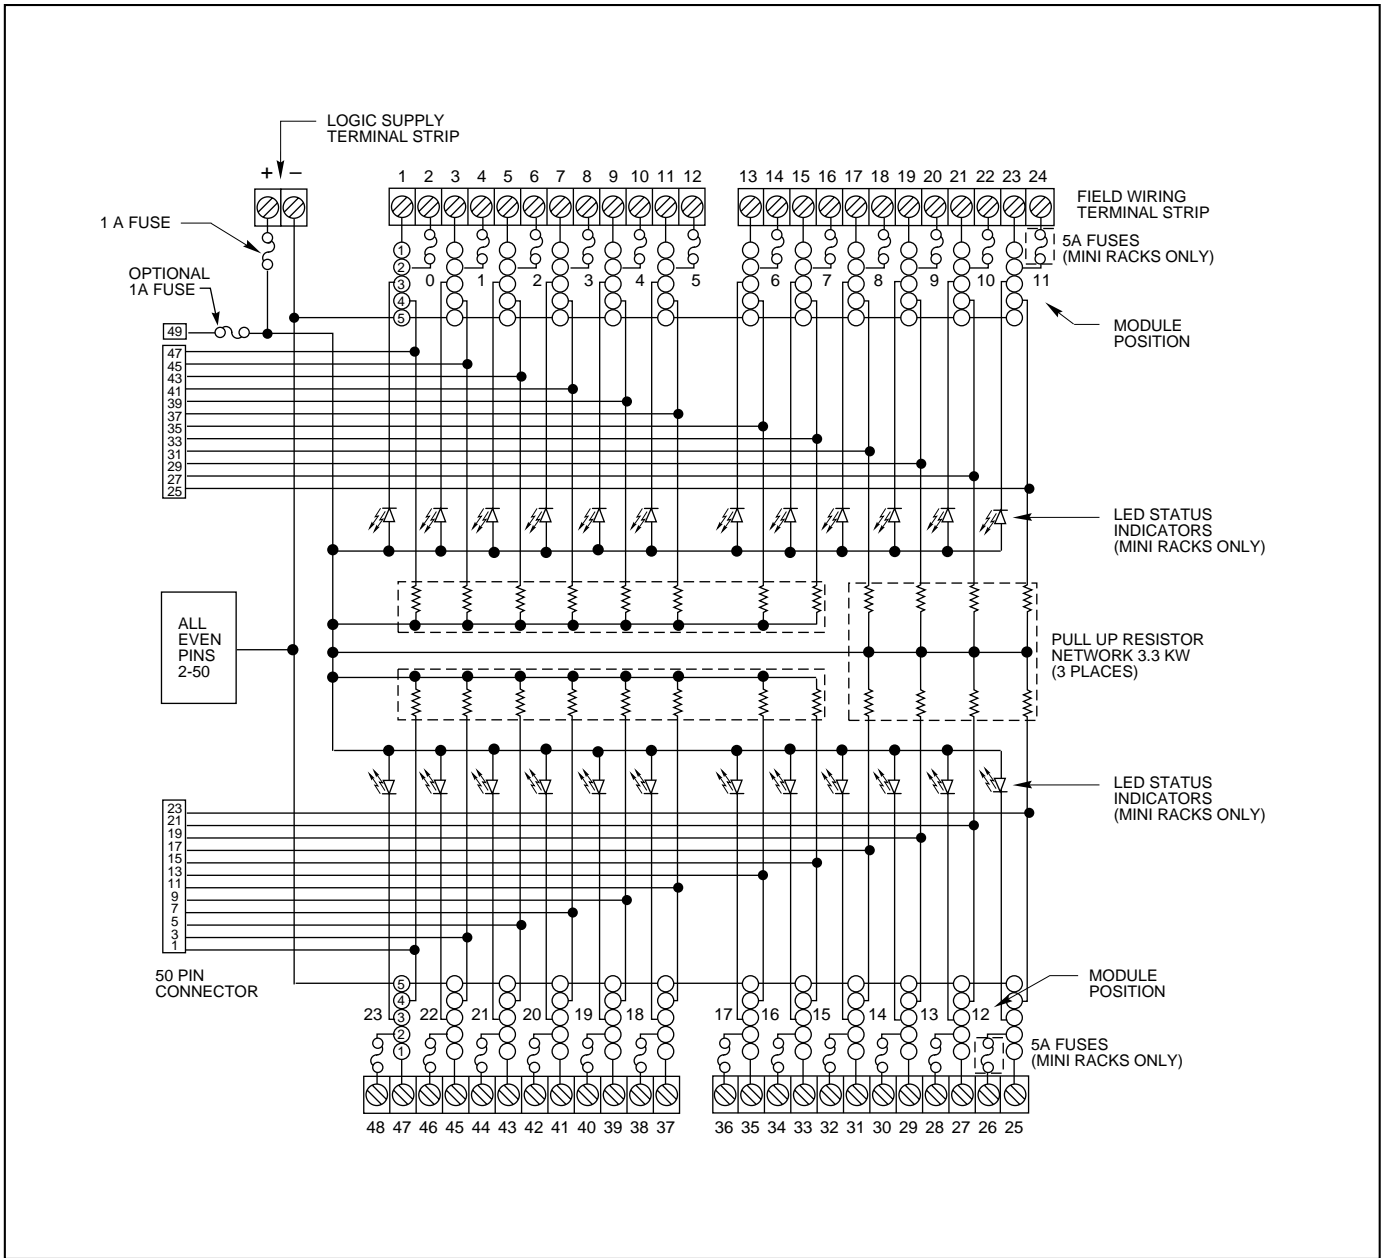 LOGIC SUPPLY
TERMINAL STRIP
+ −
1 2 3 4 5 6 7 8 9 10 11 12 13 14 15 16 17 18 19 20 21 22 23 24
FIELD WIRING
TERMINAL STRIP
1 A FUSE
5A FUSES
(MINI RACKS ONLY)
OPTIONAL
1A FUSE
1
2
3
4
5
0 1 2 3 4 5 6 7 8 9 10 11
MODULE
POSITION
49
47
45
43
41
39
37
35
33
31
29
27
25
LED STATUS
INDICATORS
(MINI RACKS ONLY)
ALL
EVEN
PINS
2-50
PULL UP RESISTOR
NETWORK 3.3 KW
(3 PLACES)
LED STATUS
INDICATORS
(MINI RACKS ONLY)
23
21
19
17
15
13
11
9
7
5
3
1
50 PIN
CONNECTOR
MODULE
POSITION
5
4
3
2
1
23 22 21 20 19 18 17 16 15 14 13 12
5A FUSES
(MINI RACKS ONLY)
48 47 46 45 44 43 42 41 40 39 38 37 36 35 34 33 32 31 30 29 28 27 26 25